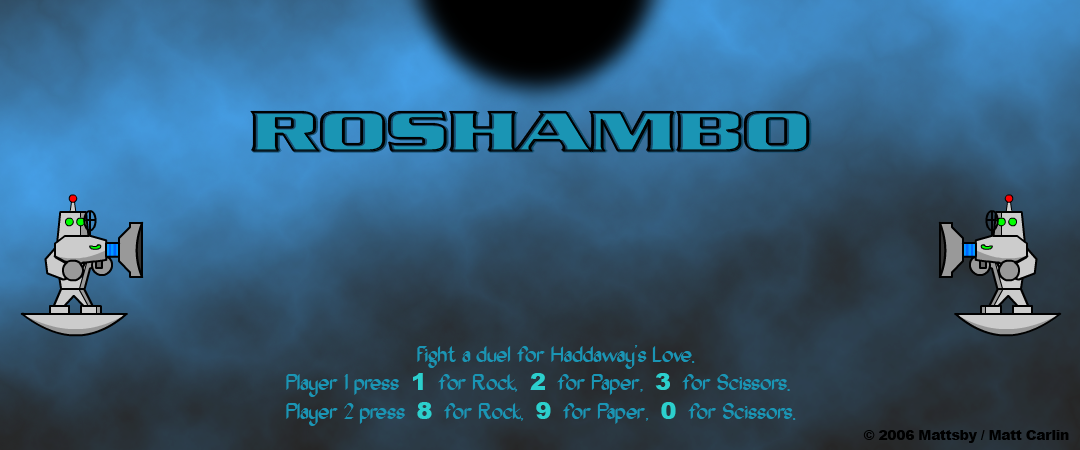 ROSHAMBO
Fight a duel for Haddaway's Love.
Player 1 press 1 for Rock, 2 for Paper, 3 for Scissors.
Player 2 press 8 for Rock, 9 for Paper, 0 for Scissors.
© 2006 Mattsby / Matt Carlin